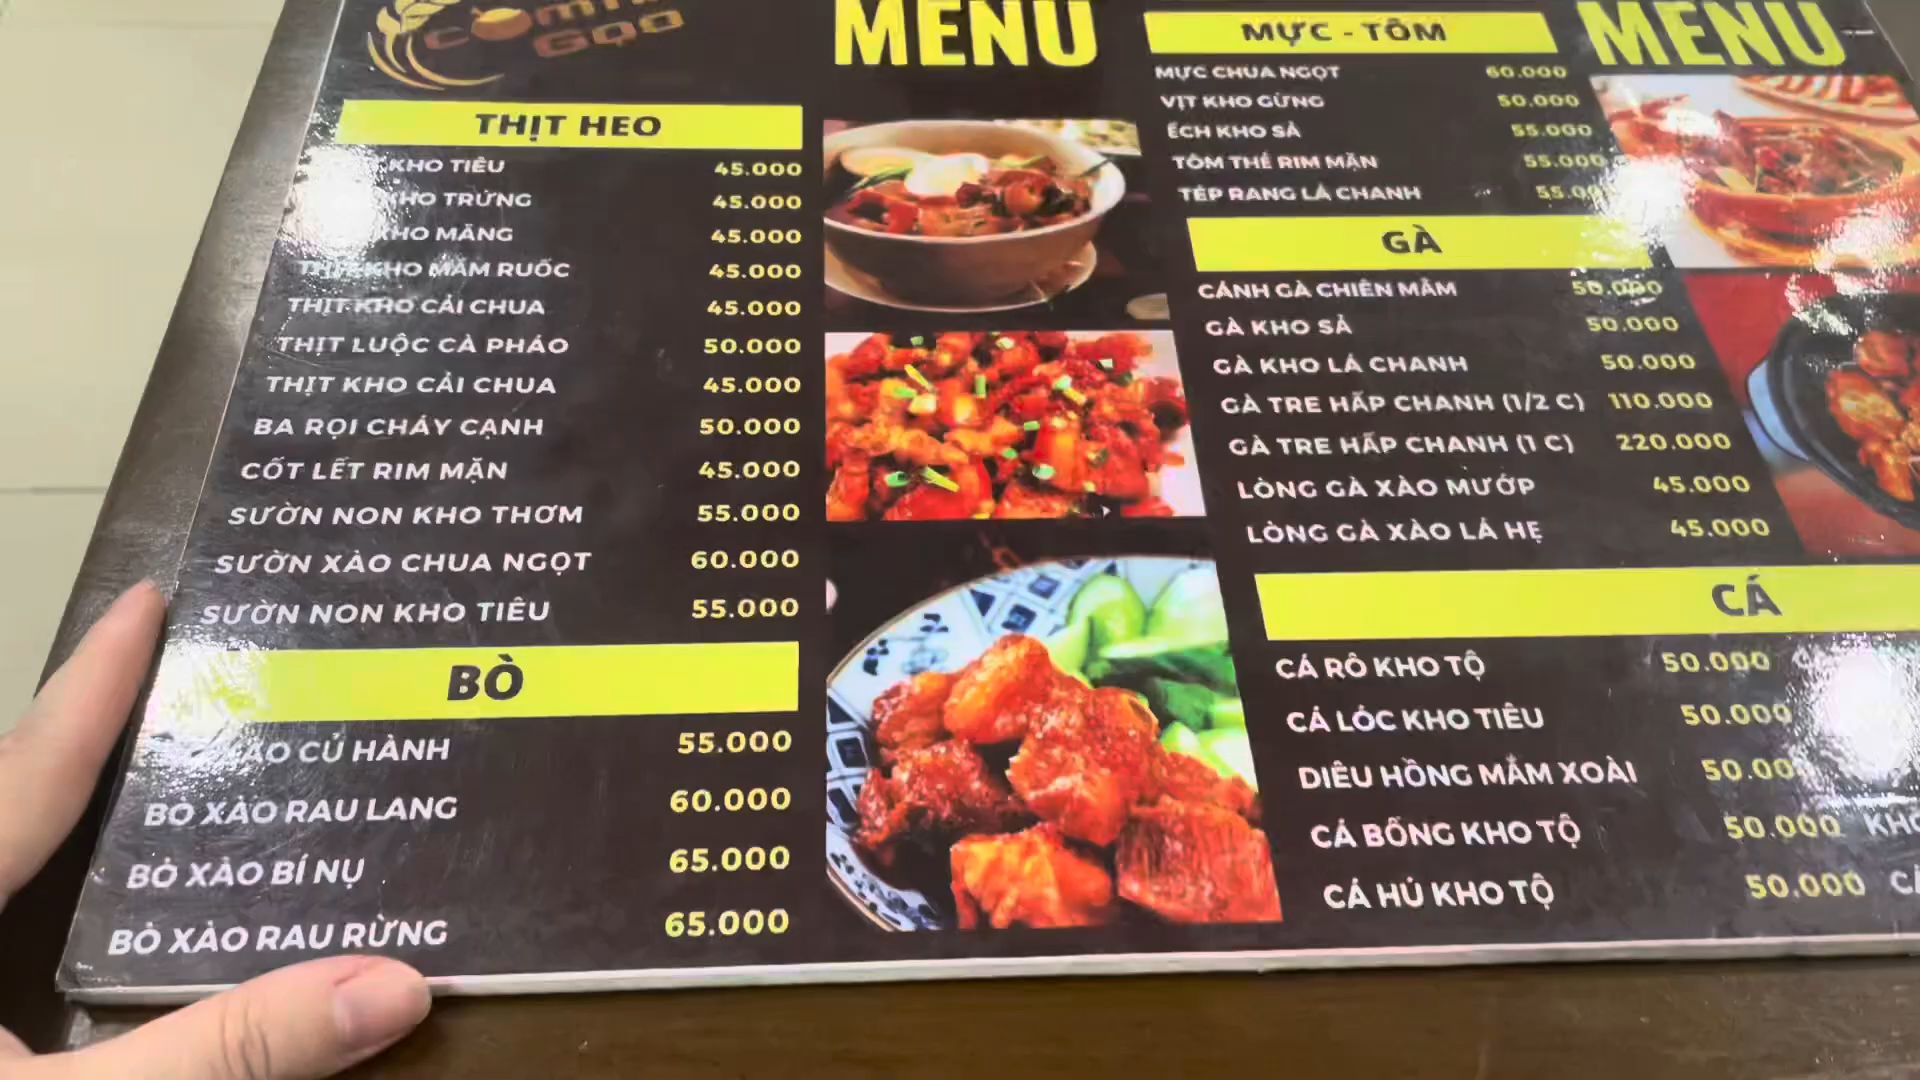 MENU
THỊT HEO
KHO TIÊU 45.000
KHO TRỨNG 45.000
KHO MĂNG 45.000
THỊT KHO MẮM RUỐC 45.000
THỊT KHO CẢI CHUA 45.000
THỊT LUỘC CÀ PHÁO 50.000
THỊT KHO CẢI CHUA 45.000
BA RỌI CHÁY CẠNH 50.000
CỐT LẾT RIM MẶN 45.000
SƯỜN NON KHO THƠM 55.000
SƯỜN XÀO CHUA NGỌT 60.000
SƯỜN NON KHO TIÊU 55.000
BÒ
CỦ HÀNH 55.000
BÒ XÀO RAU LANG 60.000
BÒ XÀO BÍ NỤ 65.000
BÒ XÀO RAU RỪNG 65.000
MỰC - TÔM
MỰC CHUA NGỌT 60.000
VỊT KHO GỪNG 50.000
ẾCH KHO SẢ 55.000
TÔM THẺ RIM MẶN 55.000
TÉP RANG LÁ CHANH
GÀ
CÁNH GÀ CHIÊN MẮM 50.000
GÀ KHO SẢ 50.000
GÀ KHO LÁ CHANH 50.000
GÀ TRE HẤP CHANH (1/2 C) 110.000
GÀ TRE HẤP CHANH (1 C) 220.000
LÒNG GÀ XÀO MƯỚP 45.000
LÒNG GÀ XÀO LÁ HẸ 45.000
CÁ
CÁ RÔ KHO TỘ 50.000
CÁ LÓC KHO TIÊU 50.000
DIÊU HỒNG MẮM XOÀI
CÁ BỐNG KHO TỘ 50.000
CÁ HÚ KHO TỘ 50.000
MENU